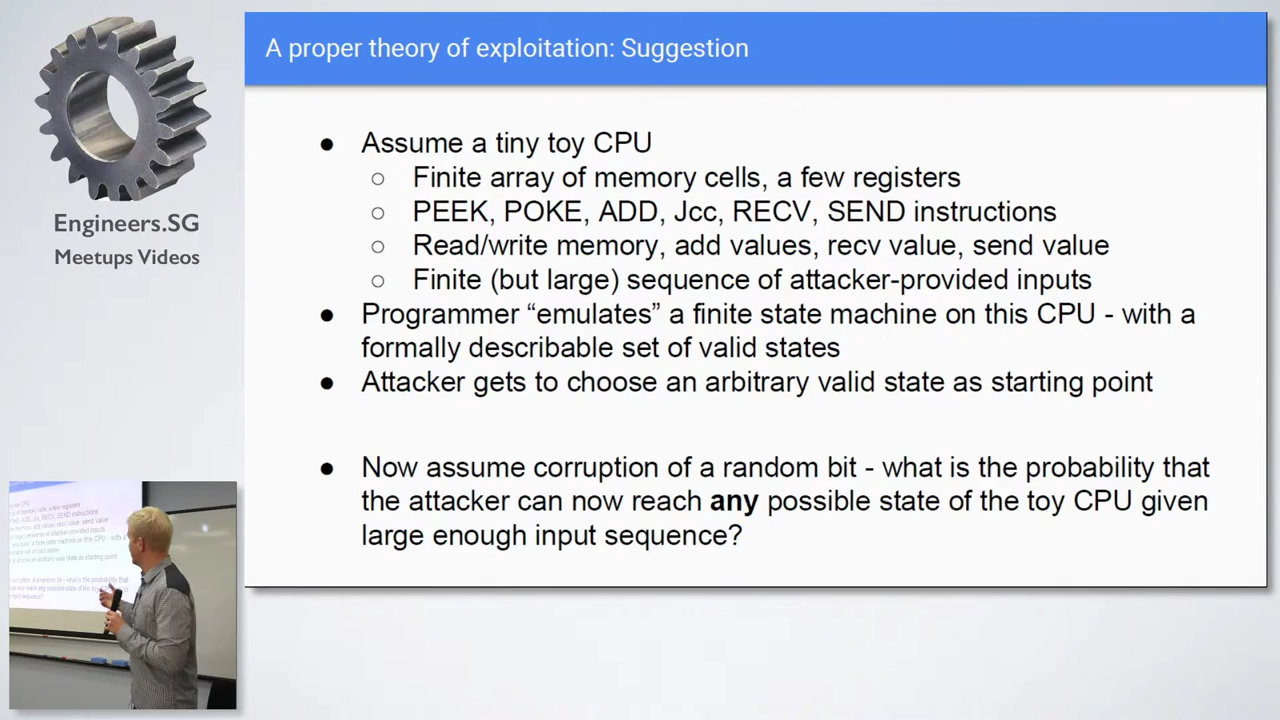 A proper theory of exploitation: Suggestion
● Assume a tiny toy CPU
○ Finite array of memory cells, a few registers
○ PEEK, POKE, ADD, Jcc, RECV, SEND instructions
○ Read/write memory, add values, recv value, send value
○ Finite (but large) sequence of attacker-provided inputs
● Programmer “emulates” a finite state machine on this CPU - with a
formally describable set of valid states
● Attacker gets to choose an arbitrary valid state as starting point
● Now assume corruption of a random bit - what is the probability that
the attacker can now reach any possible state of the toy CPU given
large enough input sequence?
Engineers.SG
Meetups Videos